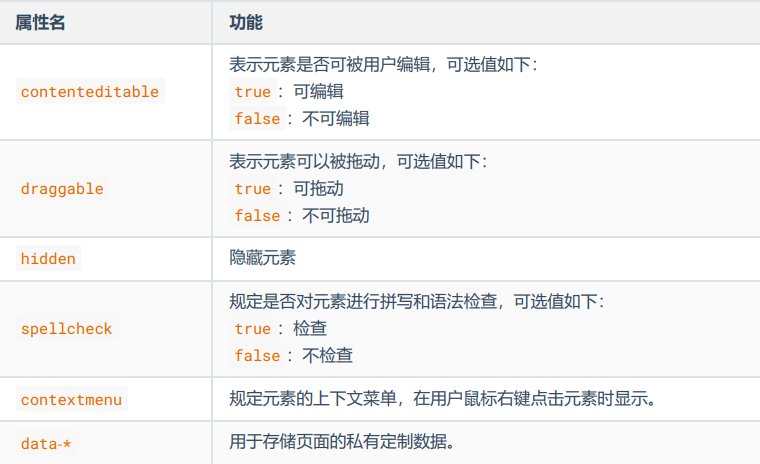 属性名 功能
contenteditable
表示元素是否可被用户编辑，可选值如下：
true：可编辑
false：不可编辑
draggable
表示元素可以被拖动，可选值如下：
true：可拖动
false：不可拖动
hidden 隐藏元素
spellcheck
规定是否对元素进行拼写和语法检查，可选值如下：
true：检查
false：不检查
contextmenu 规定元素的上下文菜单，在用户鼠标右键点击元素时显示。
data-* 用于存储页面的私有定制数据。